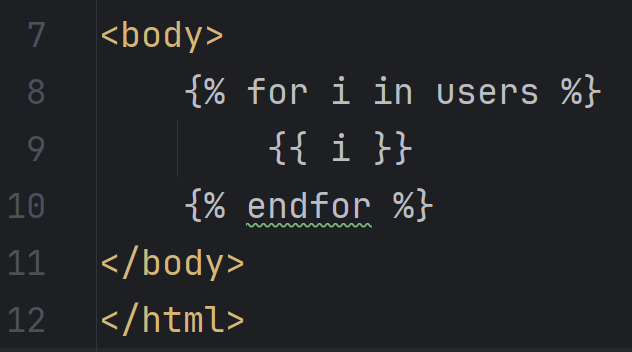 7 <body>
8 {% for i in users %}
9 {{ i }}
10 {% endfor %}
11 </body>
12 </html>